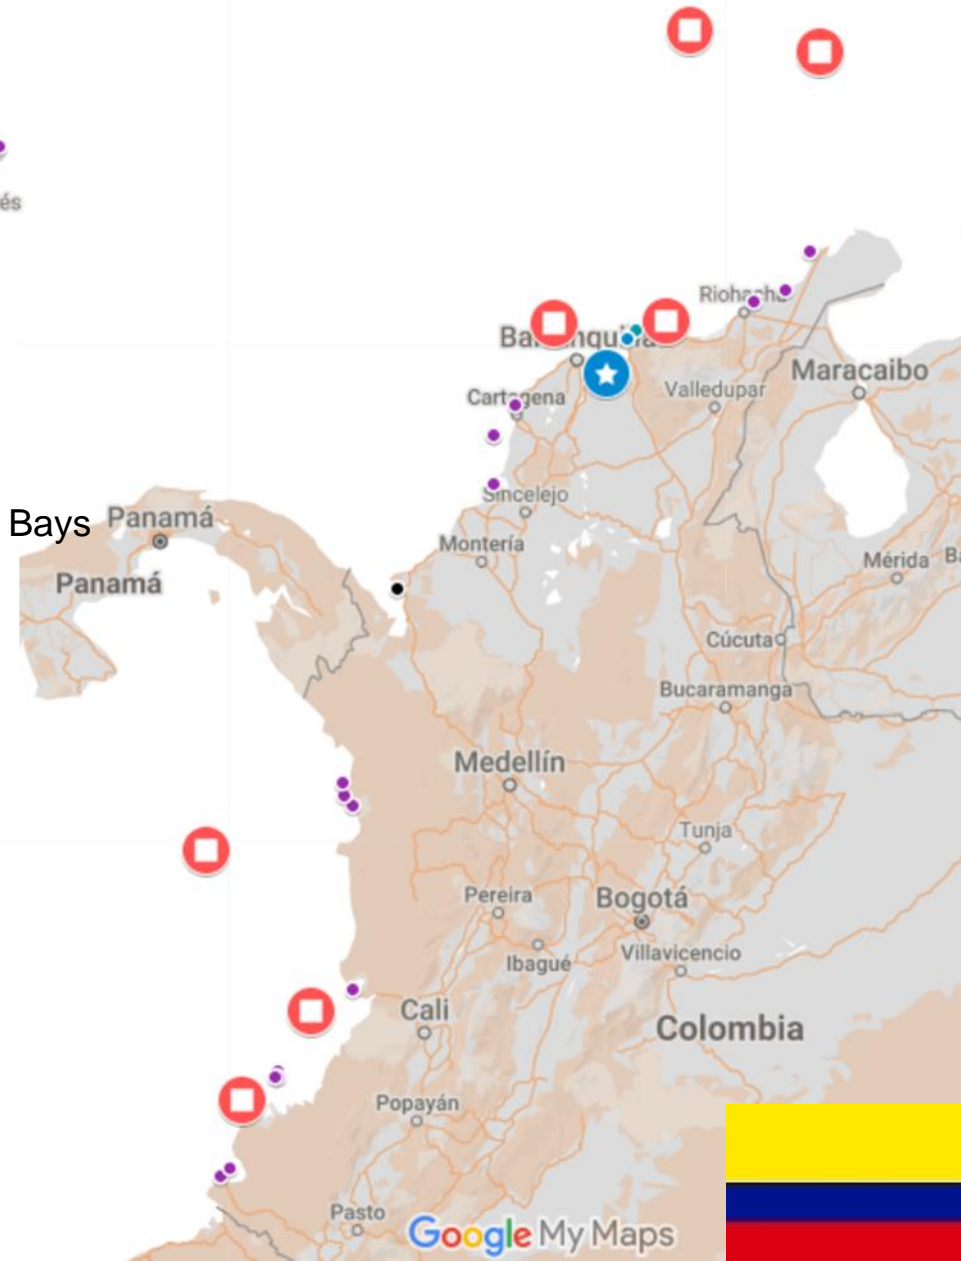 és
Riohacha
Barranquilla
Maracaibo
Valledupar
Cartagena
Sincelejo
Bays
Panamá
Montería
Mérida
Ba
Panamá
Cúcuta
Bucaramanga
Medellín
Tunja
Pereira
Bogotá
Ibagué
Villavicencio
Cali
Colombia
Popayán
Pasto
Google My Maps